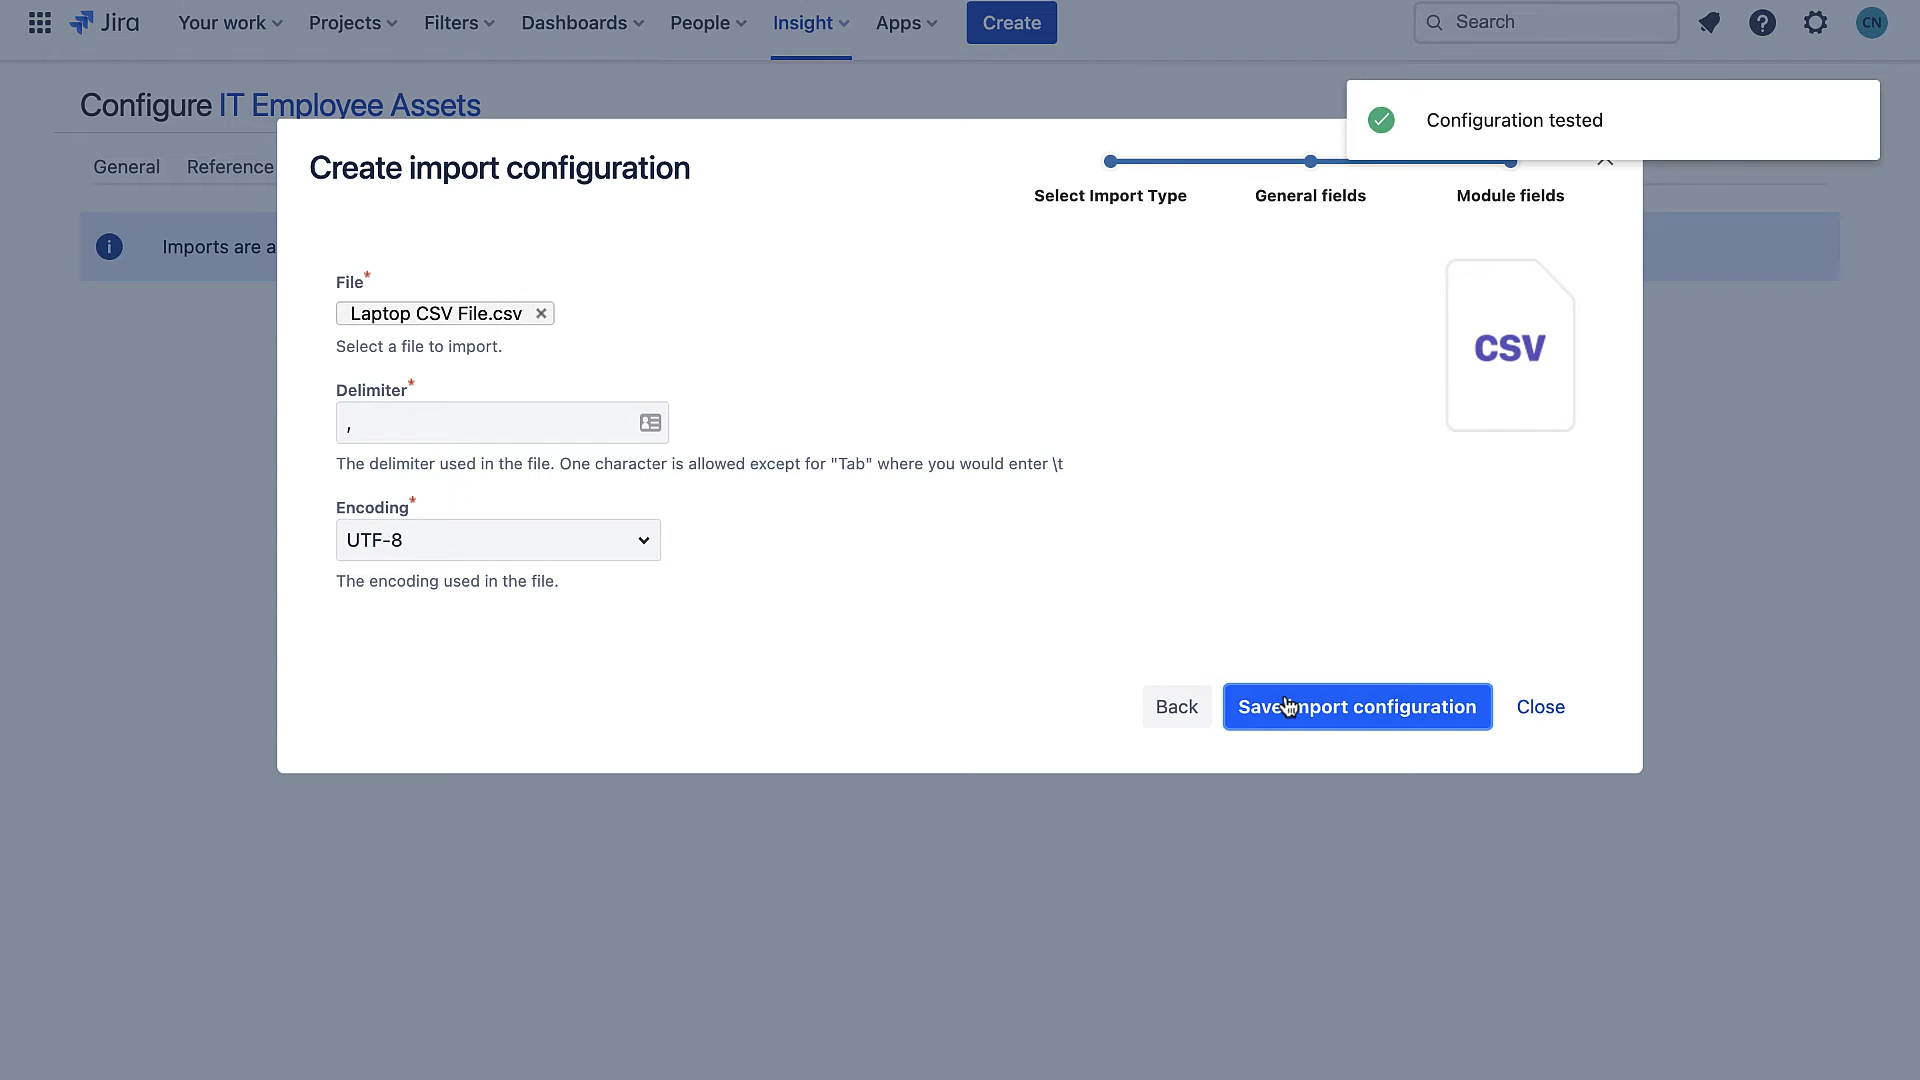 Jira
Your work
Projects
Filters
Dashboards
People
Insight
Apps
Create
Search
CN
Configure IT Employee Assets
Configuration tested
General
Reference
Create import configuration
Select Import Type
General fields
Module fields
Imports are a
File*
Laptop CSV File.csv
Select a file to import.
CSV
Delimiter*
,
The delimiter used in the file. One character is allowed except for "Tab" where you would enter \t
Encoding*
UTF-8
The encoding used in the file.
Back
Save import configuration
Close